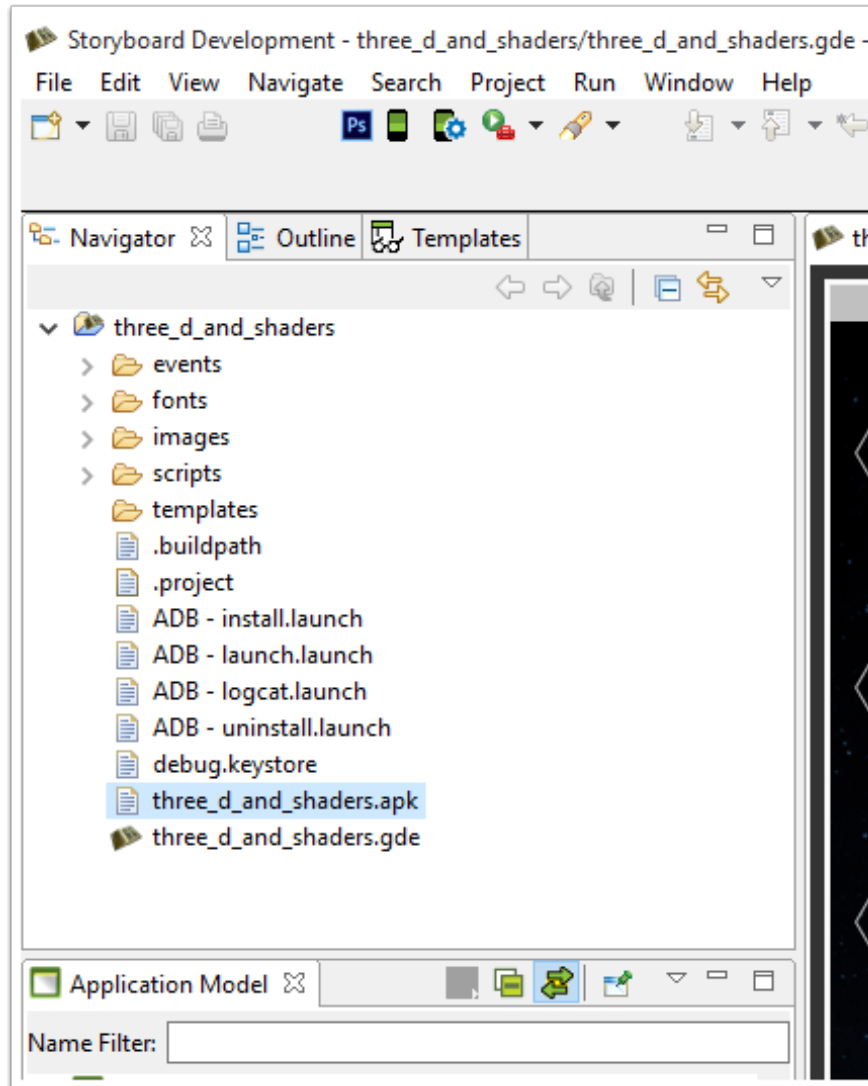 Storyboard Development - three_d_and_shaders/three_d_and_shaders.gde -
File Edit View Navigate Search Project Run Window Help
Ps
Navigator Outline Templates th
three_d_and_shaders
events
fonts
images
scripts
templates
.buildpath
.project
ADB - install.launch
ADB - launch.launch
ADB - logcat.launch
ADB - uninstall.launch
debug.keystore
three_d_and_shaders.apk
three_d_and_shaders.gde
Application Model
Name Filter: